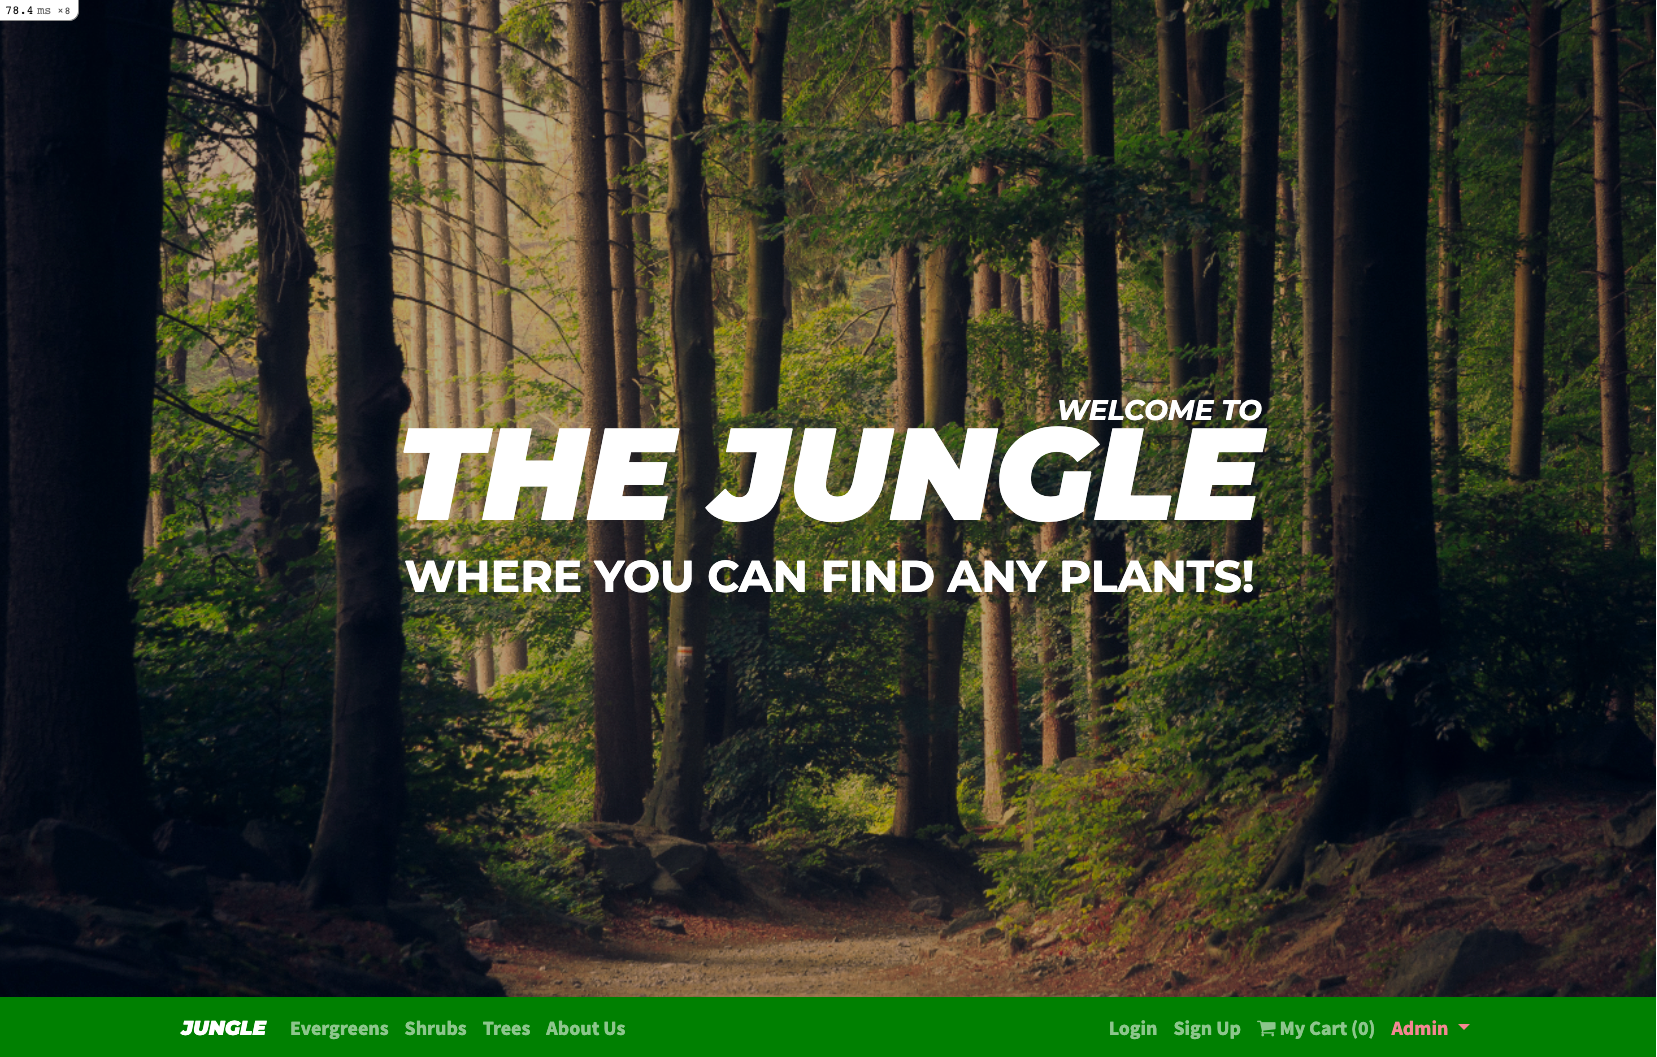 78.4 ms ×8
WELCOME TO
THE JUNGLE
WHERE YOU CAN FIND ANY PLANTS!
JUNGLE Evergreens Shrubs Trees About Us Login Sign Up My Cart (0) Admin